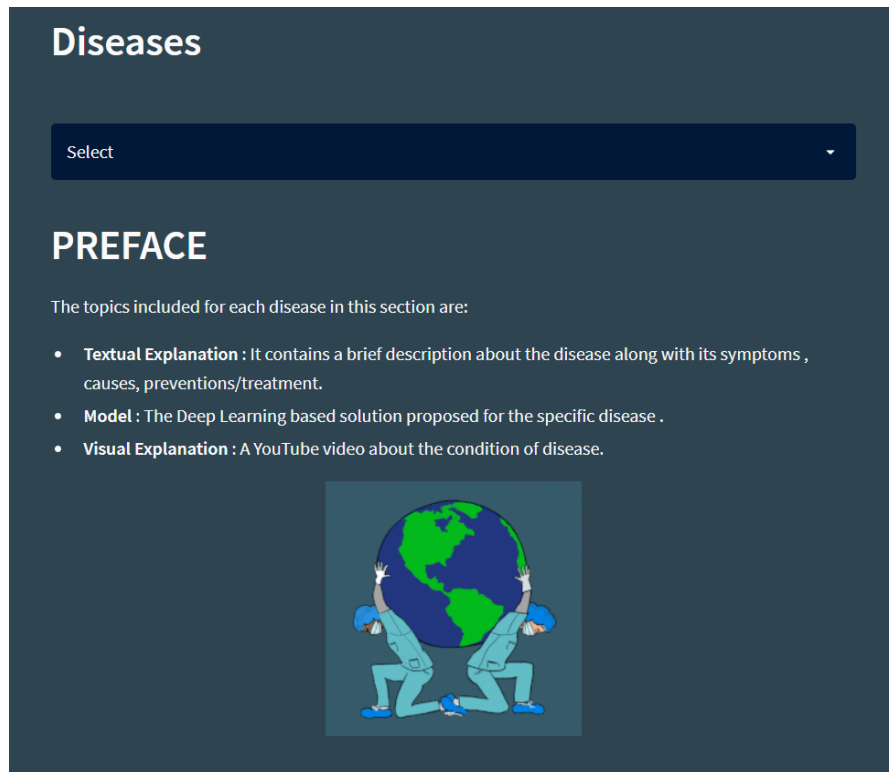 Diseases
Select
PREFACE
The topics included for each disease in this section are:
• Textual Explanation : It contains a brief description about the disease along with its symptoms ,
causes, preventions/treatment.
• Model : The Deep Learning based solution proposed for the specific disease .
• Visual Explanation : A YouTube video about the condition of disease.